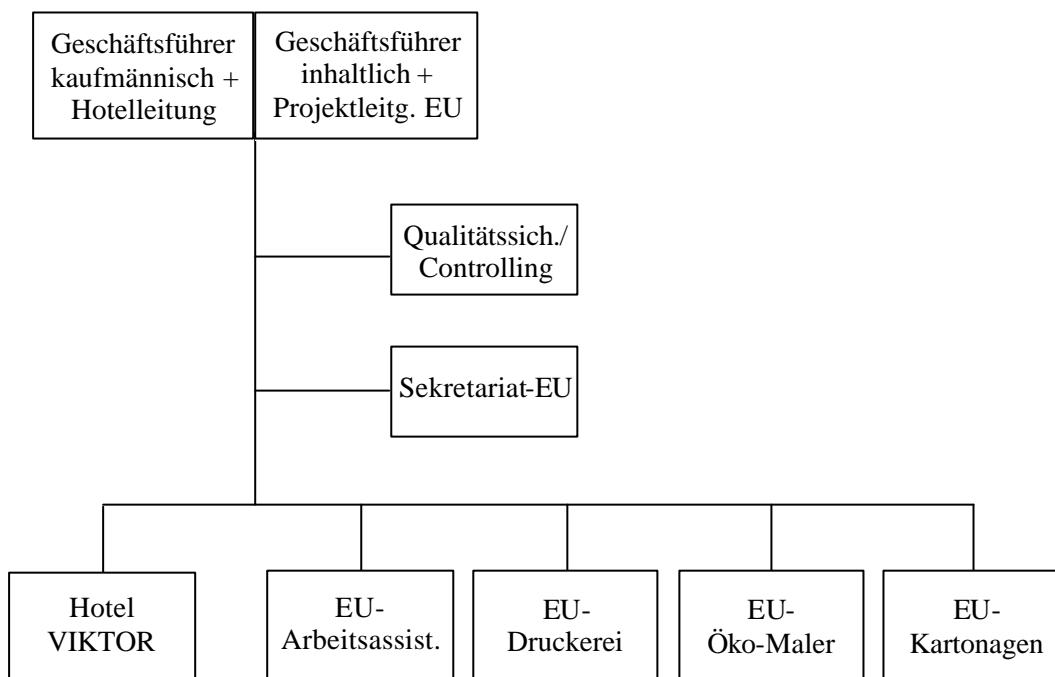 Geschäftsführer
kaufmännisch +
Hotelleitung
Geschäftsführer
inhaltlich +
Projektleitg. EU
Qualitätssich./
Controlling
Sekretariat-EU
Hotel
VIKTOR
EU-
Arbeitsassist.
EU-
Druckerei
EU-
Öko-Maler
EU-
Kartonagen